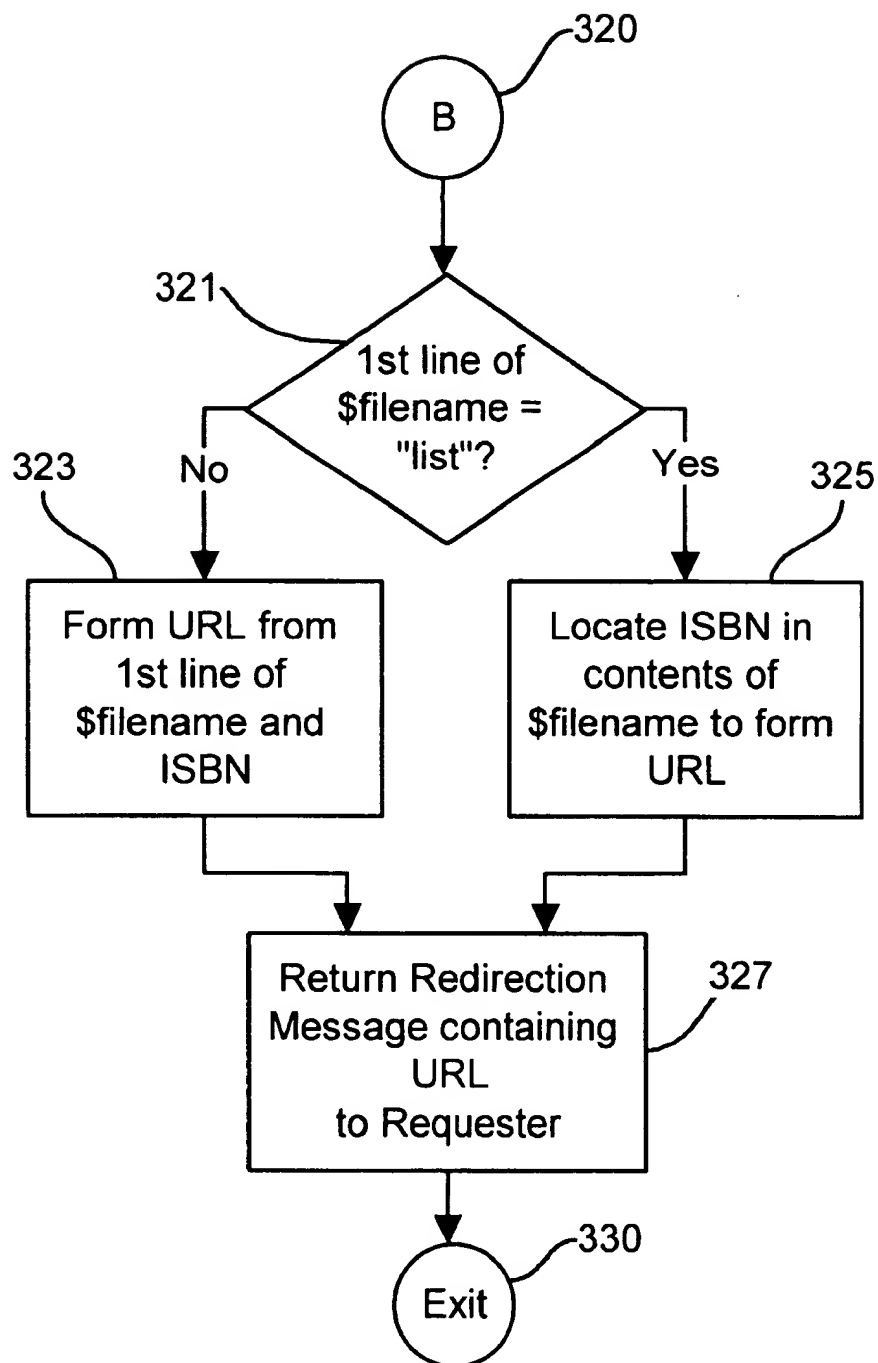 320
B
321
1st line of
$filename =
"list"?
323
No
Yes
325
Form URL from
1st line of
$filename and
ISBN
Locate ISBN in
contents of
$filename to form
URL
Return Redirection
Message containing
URL
to Requester
327
330
Exit